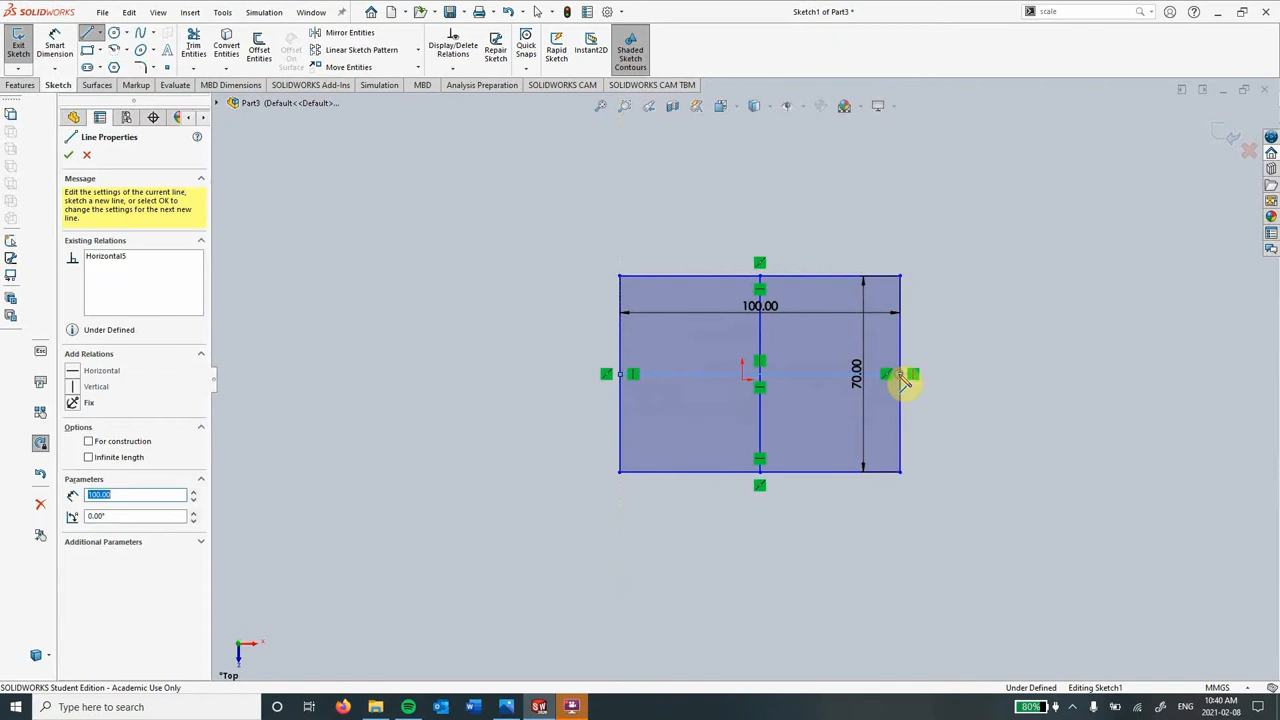 SOLIDWORKS
File
Edit
View
Insert
Tools
Simulation
Window
Sketch1 of Part3 *
scale
Exit Sketch
Smart Dimension
Trim Entities
Convert Entities
Offset Entities
Offset On Surface
Mirror Entities
Linear Sketch Pattern
Move Entities
Display/Delete Relations
Repair Sketch
Quick Snaps
Rapid Sketch
Instant2D
Shaded Sketch Contours
Features
Sketch
Surfaces
Markup
Evaluate
MBD Dimensions
SOLIDWORKS Add-Ins
Simulation
MBD
Analysis Preparation
SOLIDWORKS CAM
SOLIDWORKS CAM TBM
Part3 (Default<<Default>...
Line Properties
Message
Edit the settings of the current line,
sketch a new line, or select OK to
change the settings for the next new
line.
Existing Relations
Horizontal5
Under Defined
Add Relations
Horizontal
Vertical
Fix
Options
For construction
Infinite length
Parameters
100.00
0.00°
Additional Parameters
Esc
100.00
70.00
x
z
*Top
SOLIDWORKS Student Edition - Academic Use Only
Under Defined
Editing Sketch1
MMGS
Type here to search
80%
ENG
10:40 AM
2021-02-08